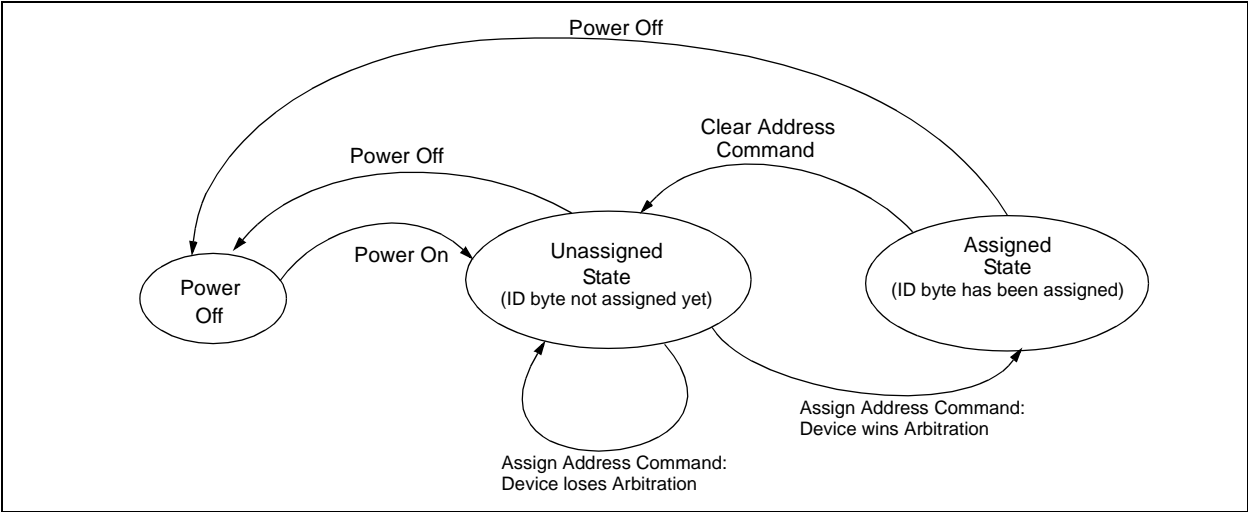 Power Off
Clear Address
Command
Power Off
Power On
Power
Off
Unassigned
State
(ID byte not assigned yet)
Assigned
State
(ID byte has been assigned)
Assign Address Command:
Device wins Arbitration
Assign Address Command:
Device loses Arbitration